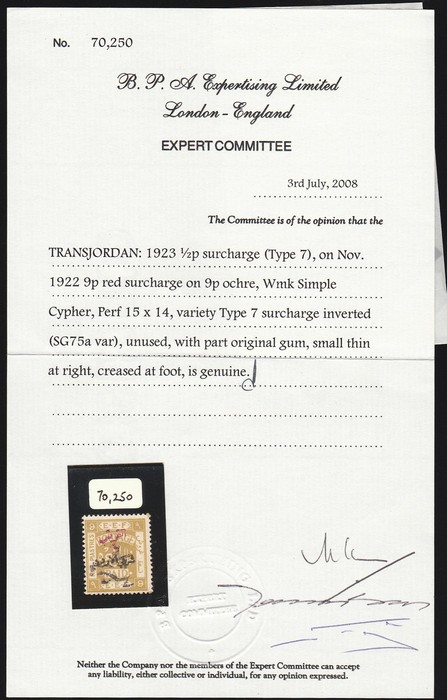 No. 70,250
B. P. A. Expertising Limited
London - England
EXPERT COMMITTEE
3rd July, 2008
The Committee is of the opinion that the
TRANSJORDAN: 1923 ½p surcharge (Type 7), on Nov.
1922 9p red surcharge on 9p ochre, Wmk Simple
Cypher, Perf 15 x 14, variety Type 7 surcharge inverted
(SG75a var), unused, with part original gum, small thin
at right, creased at foot, is genuine.
70,250
E.E.F.
Neither the Company nor the members of the Expert Committee can accept
any liability, either collective or individual, for any opinion expressed.